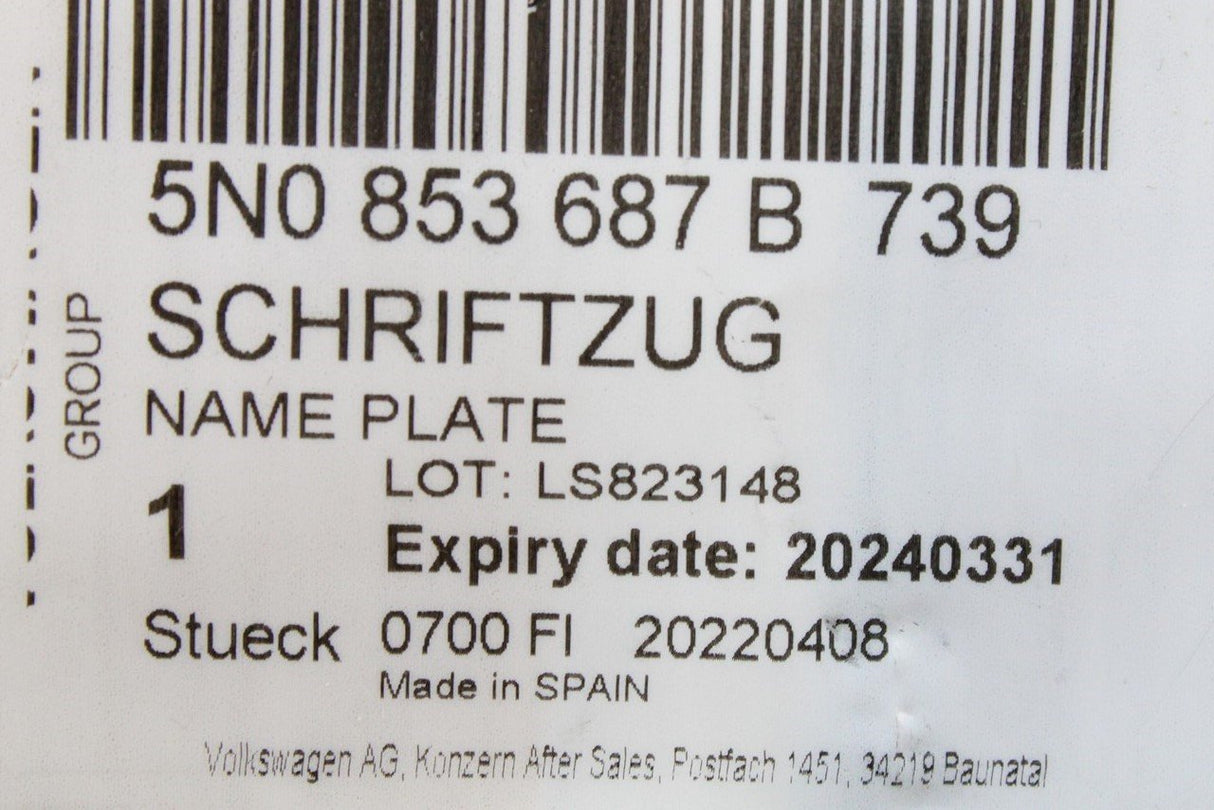 5N0 853 687 B 739
SCHRIFTZUG
NAME PLATE
GROUP
LOT: LS823148
1
Expiry date: 20240331
Stueck 0700 FI 20220408
Made in SPAIN
Volkswagen AG, Konzern After Sales, Postfach 1451, 34219 Baunatal